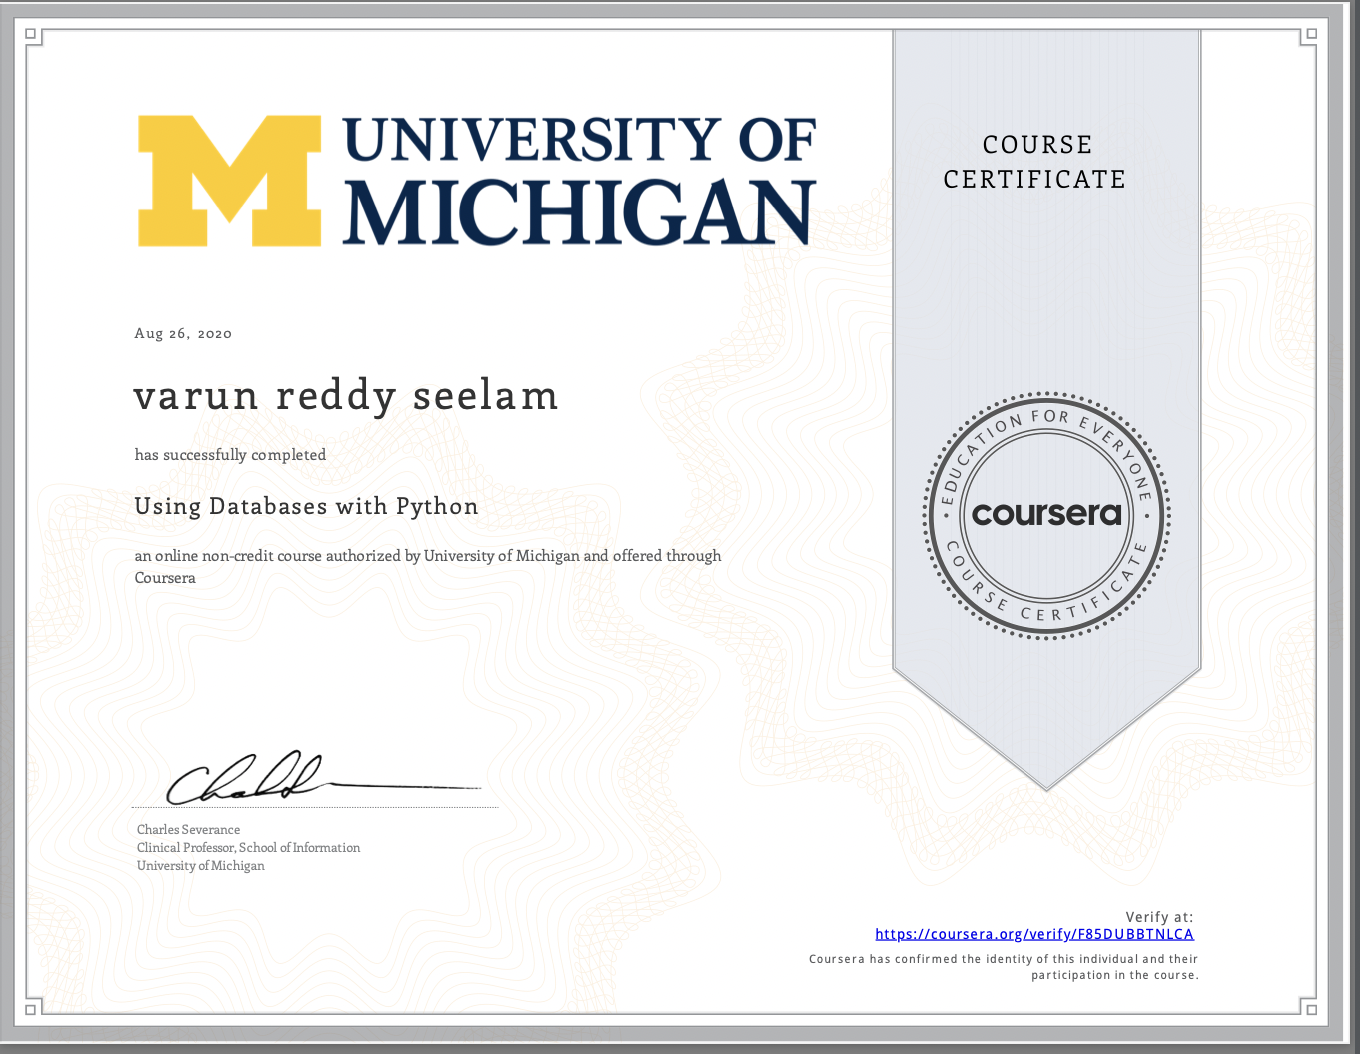 UNIVERSITY OF
MICHIGAN
COURSE
CERTIFICATE
Aug 26, 2020
varun reddy seelam
has successfully completed
Using Databases with Python
an online non-credit course authorized by University of Michigan and offered through
Coursera
EDUCATION FOR EVERYONE
coursera
COURSE CERTIFICATE
Charles Severance
Clinical Professor, School of Information
University of Michigan
Verify at:
https://coursera.org/verify/F85DUBBTNLCA
Coursera has confirmed the identity of this individual and their
participation in the course.